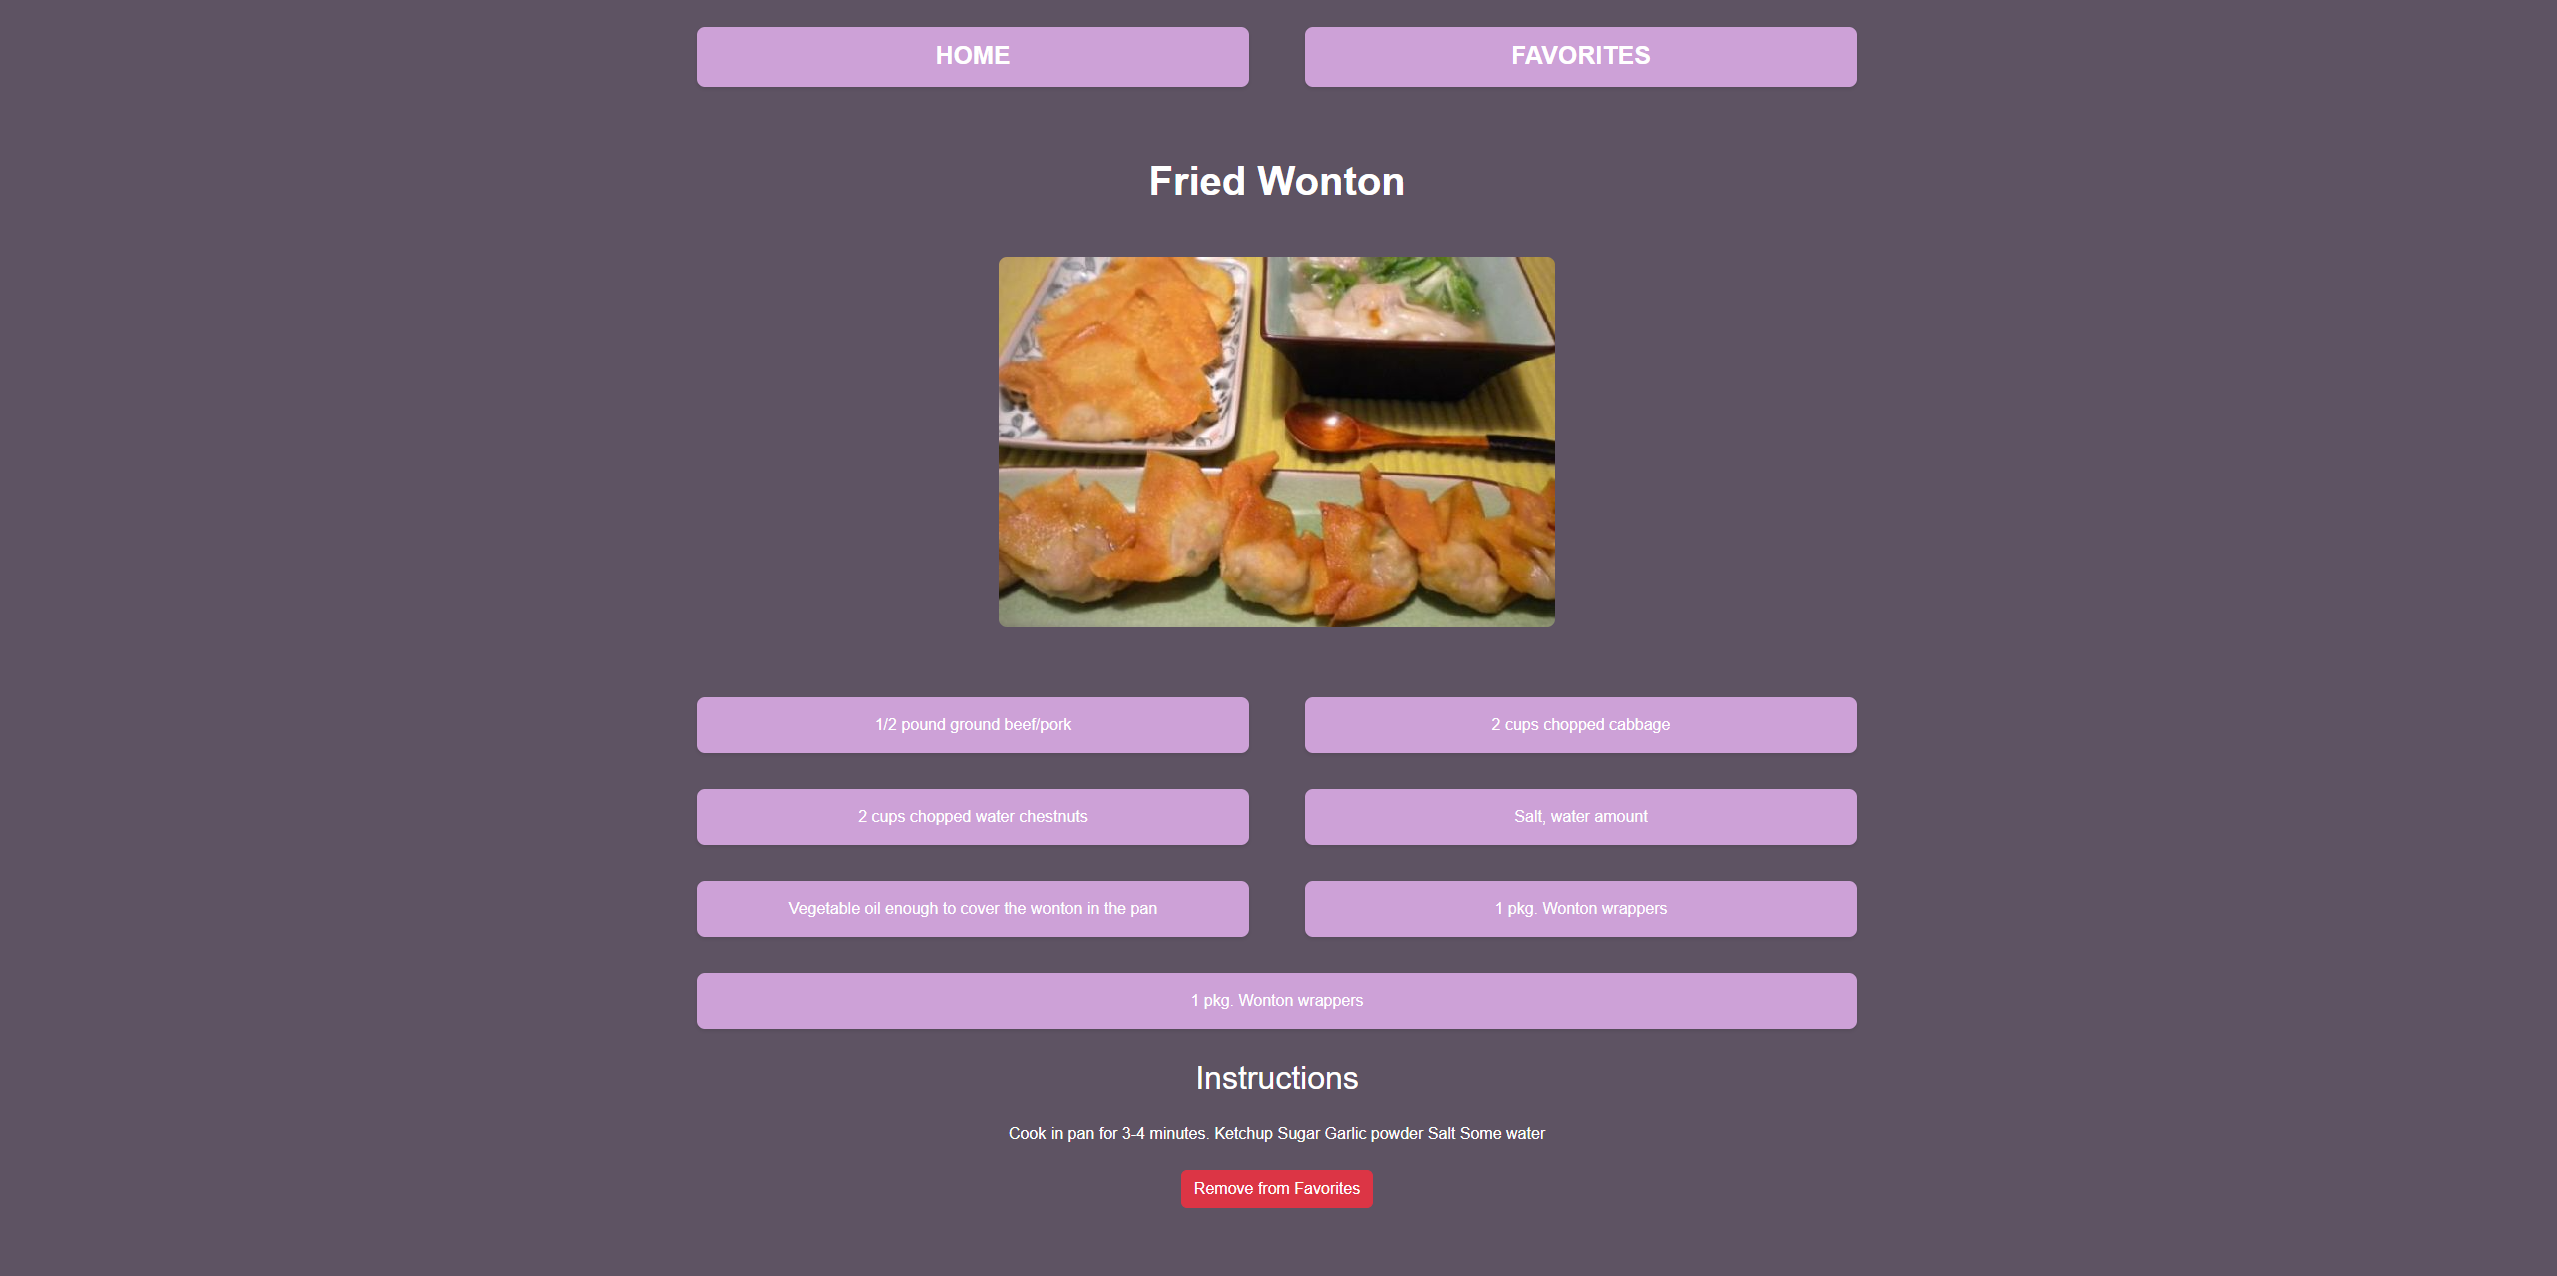 HOME
FAVORITES
Fried Wonton
1/2 pound ground beef/pork
2 cups chopped cabbage
2 cups chopped water chestnuts
Salt, water amount
Vegetable oil enough to cover the wonton in the pan
1 pkg. Wonton wrappers
1 pkg. Wonton wrappers
Instructions
Cook in pan for 3-4 minutes. Ketchup Sugar Garlic powder Salt Some water
Remove from Favorites